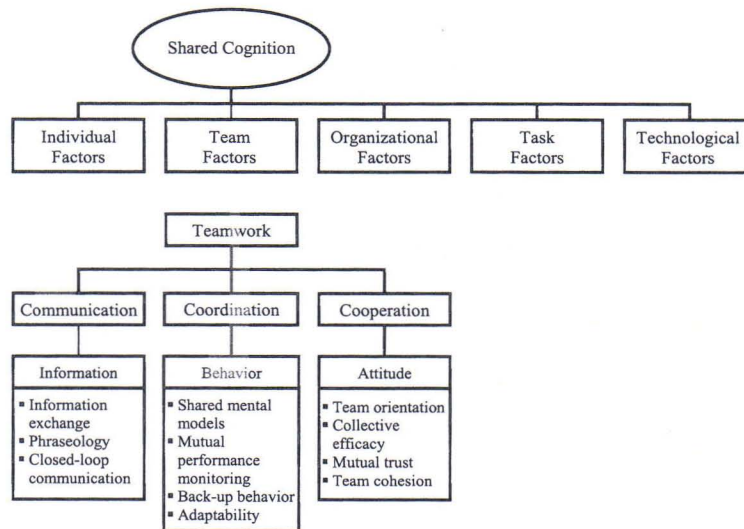 Shared Cognition
Individual
Factors
Team
Factors
Organizational
Factors
Task
Factors
Technological
Factors
Teamwork
Communication
Coordination
Cooperation
Information
▪ Information
exchange
▪ Phraseology
▪ Closed-loop
communication
Behavior
▪ Shared mental
models
▪ Mutual
performance
monitoring
▪ Back-up behavior
▪ Adaptability
Attitude
▪ Team orientation
▪ Collective
efficacy
▪ Mutual trust
▪ Team cohesion